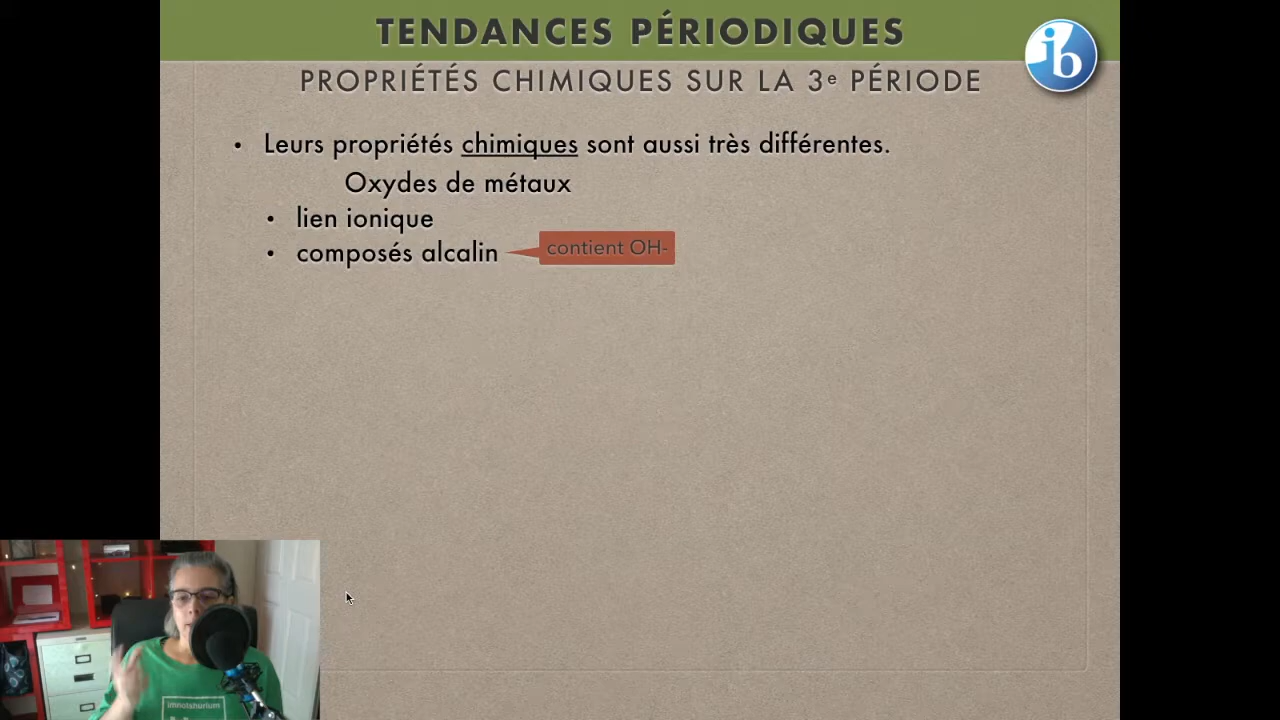 TENDANCES PÉRIODIQUES
ib
PROPRIÉTÉS CHIMIQUES SUR LA 3e PÉRIODE
• Leurs propriétés chimiques sont aussi très différentes.
Oxydes de métaux
• lien ionique
• composés alcalin
contient OH-